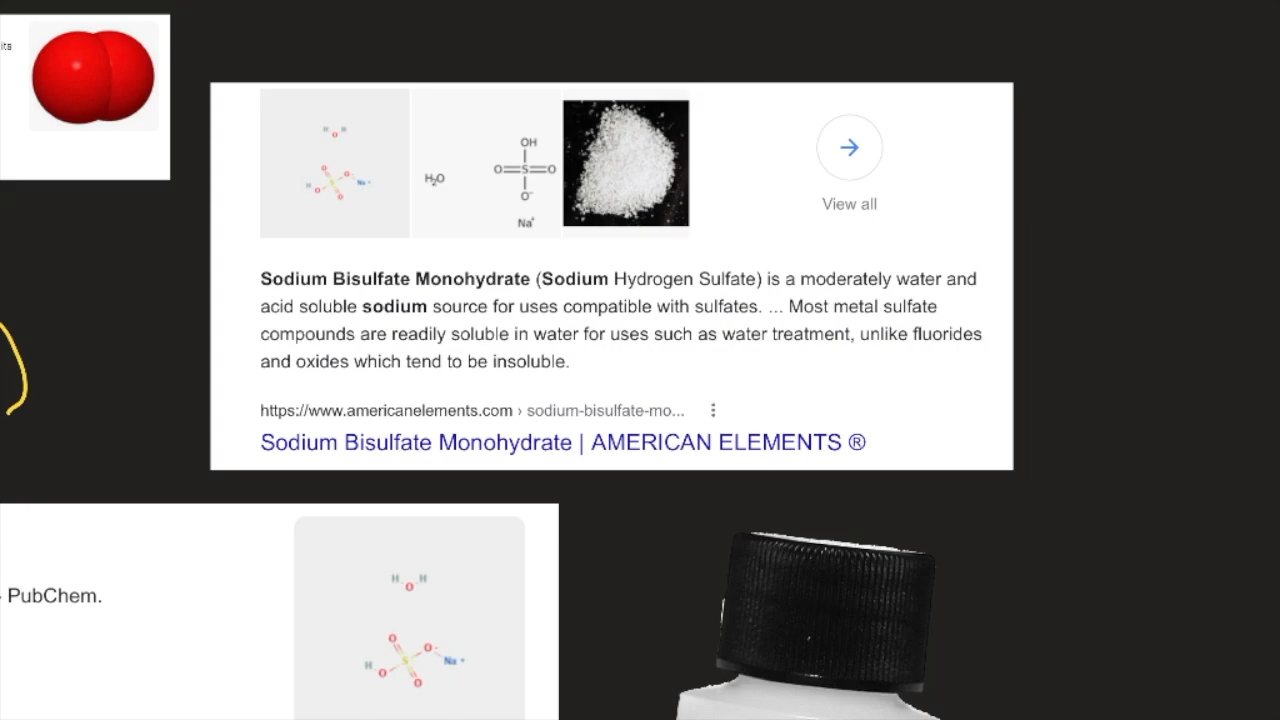 its
H O H
O O Na +
H O O
H₂O
OH
O S O
O-
Na+
View all
Sodium Bisulfate Monohydrate (Sodium Hydrogen Sulfate) is a moderately water and
acid soluble sodium source for uses compatible with sulfates. ... Most metal sulfate
compounds are readily soluble in water for uses such as water treatment, unlike fluorides
and oxides which tend to be insoluble.
https://www.americanelements.com › sodium-bisulfate-mo...
Sodium Bisulfate Monohydrate | AMERICAN ELEMENTS ®
PubChem.
H O H
O O- Na +
H O S O